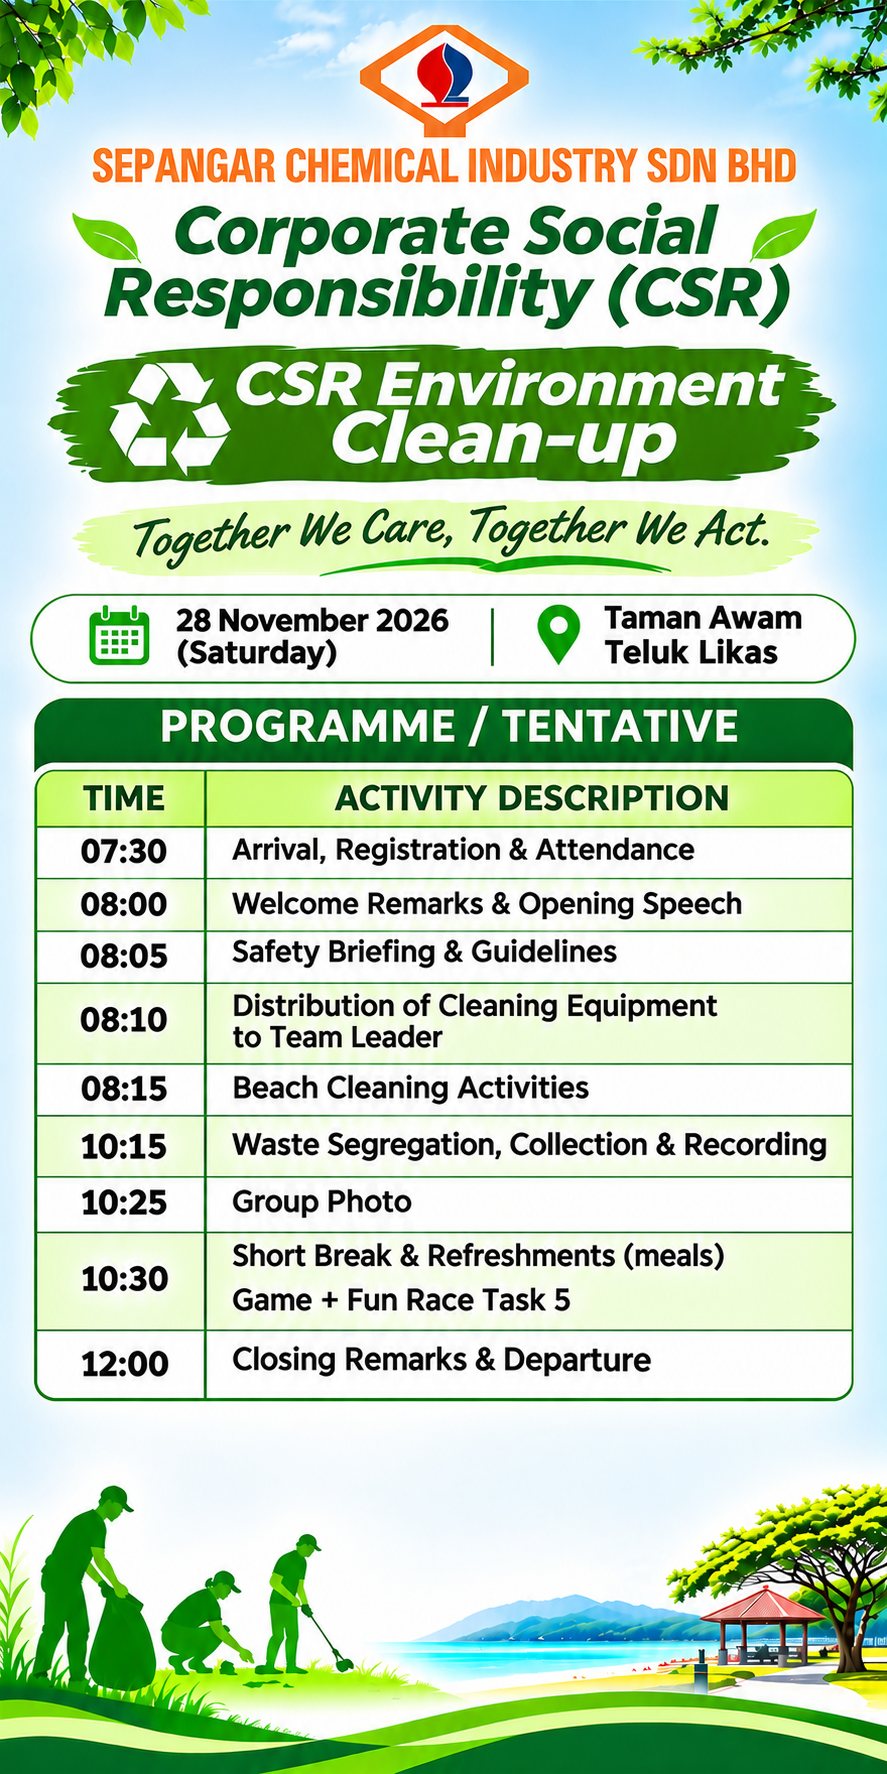 SEPANGAR CHEMICAL INDUSTRY SDN BHD
Corporate Social
Responsibility (CSR)
CSR Environment
Clean-up
Together We Care, Together We Act.
28 November 2026
(Saturday)
Taman Awam
Teluk Likas
PROGRAMME / TENTATIVE
TIME ACTIVITY DESCRIPTION
07:30 Arrival, Registration & Attendance
08:00 Welcome Remarks & Opening Speech
08:05 Safety Briefing & Guidelines
08:10 Distribution of Cleaning Equipment
to Team Leader
08:15 Beach Cleaning Activities
10:15 Waste Segregation, Collection & Recording
10:25 Group Photo
10:30 Short Break & Refreshments (meals)
Game + Fun Race Task 5
12:00 Closing Remarks & Departure